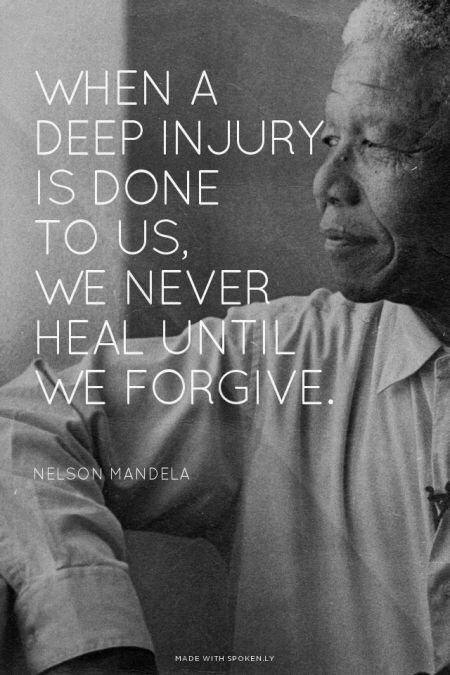 WHEN A
DEEP INJURY
IS DONE
TO US,
WE NEVER
HEAL UNTIL
WE FORGIVE.
NELSON MANDELA
MADE WITH SPOKEN.LY